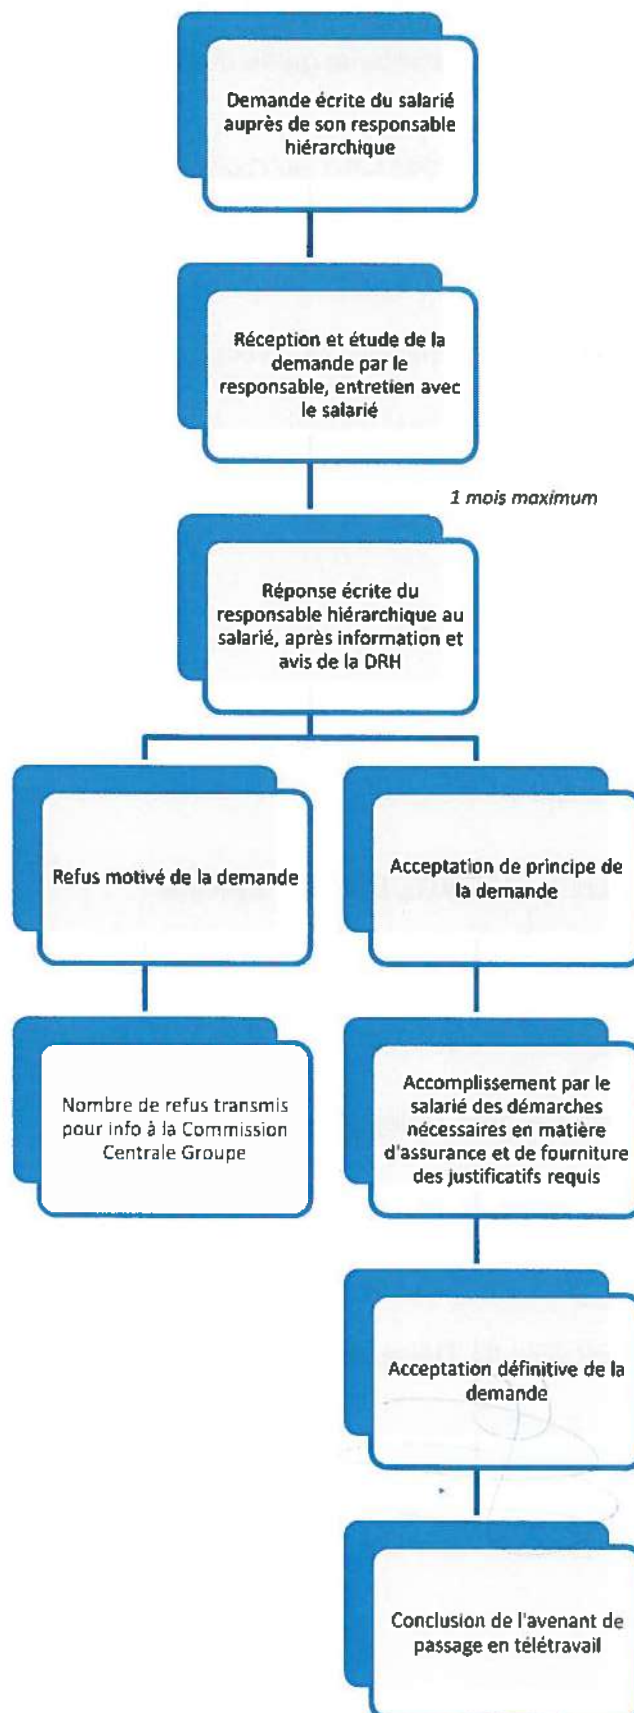 Demande écrite du salarié
auprès de son responsable
hiérarchique
Réception et étude de la
demande par le
responsable, entretien avec
le salarié
1 mois maximum
Réponse écrite du
responsable hiérarchique au
salarié, après information et
avis de la DRH
Refus motivé de la demande
Acceptation de principe de
la demande
Nombre de refus transmis
pour info à la Commission
Centrale Groupe
Accomplissement par le
salarié des démarches
nécessaires en matière
d'assurance et de fourniture
des justificatifs requis
Acceptation définitive de la
demande
Conclusion de l'avenant de
passage en télétravail